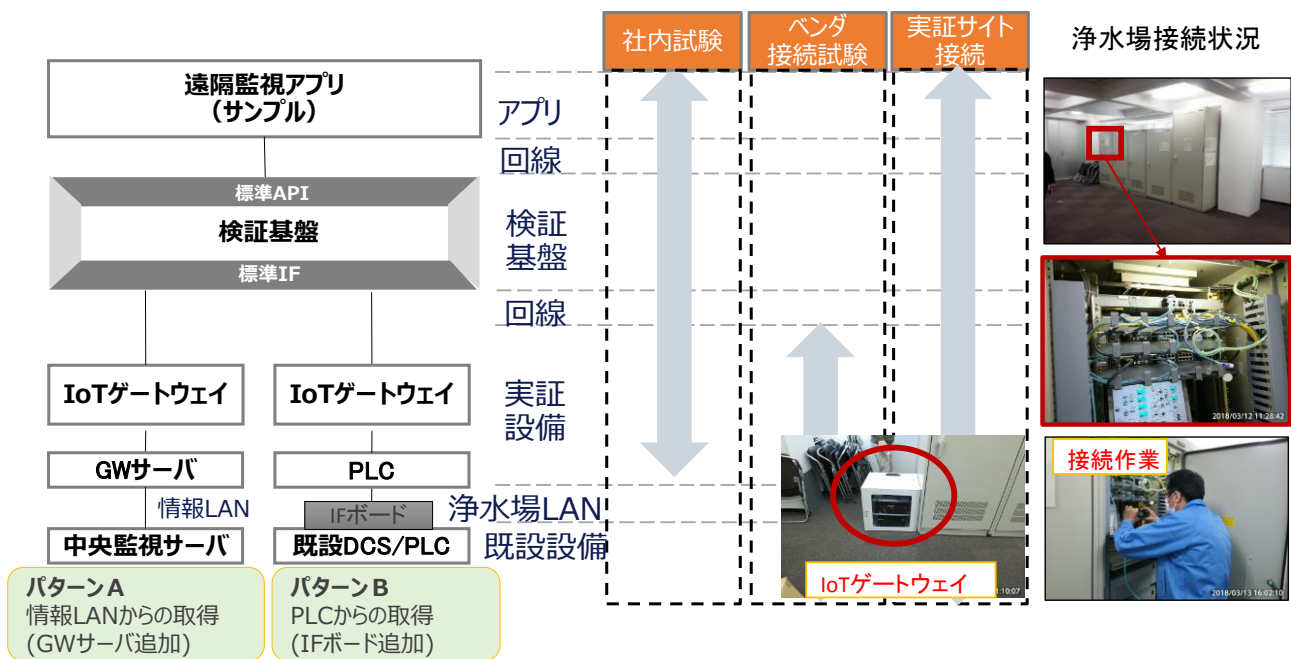 社内試験
ベンダ
接続試験
実証サイト
接続
浄水場接続状況
遠隔監視アプリ
（サンプル）
アプリ
回線
標準API
検証基盤
標準IF
検証
基盤
回線
IoTゲートウェイ
IoTゲートウェイ
実証
設備
GWサーバ
PLC
情報LAN
IFボード
浄水場LAN
中央監視サーバ
既設DCS/PLC
既設設備
パターンA
情報LANからの取得
(GWサーバ追加)
パターンB
PLCからの取得
(IFボード追加)
IoTゲートウェイ
1:10:07
2018/03/12 11:28:42
接続作業
2018/03/13 16:02:10